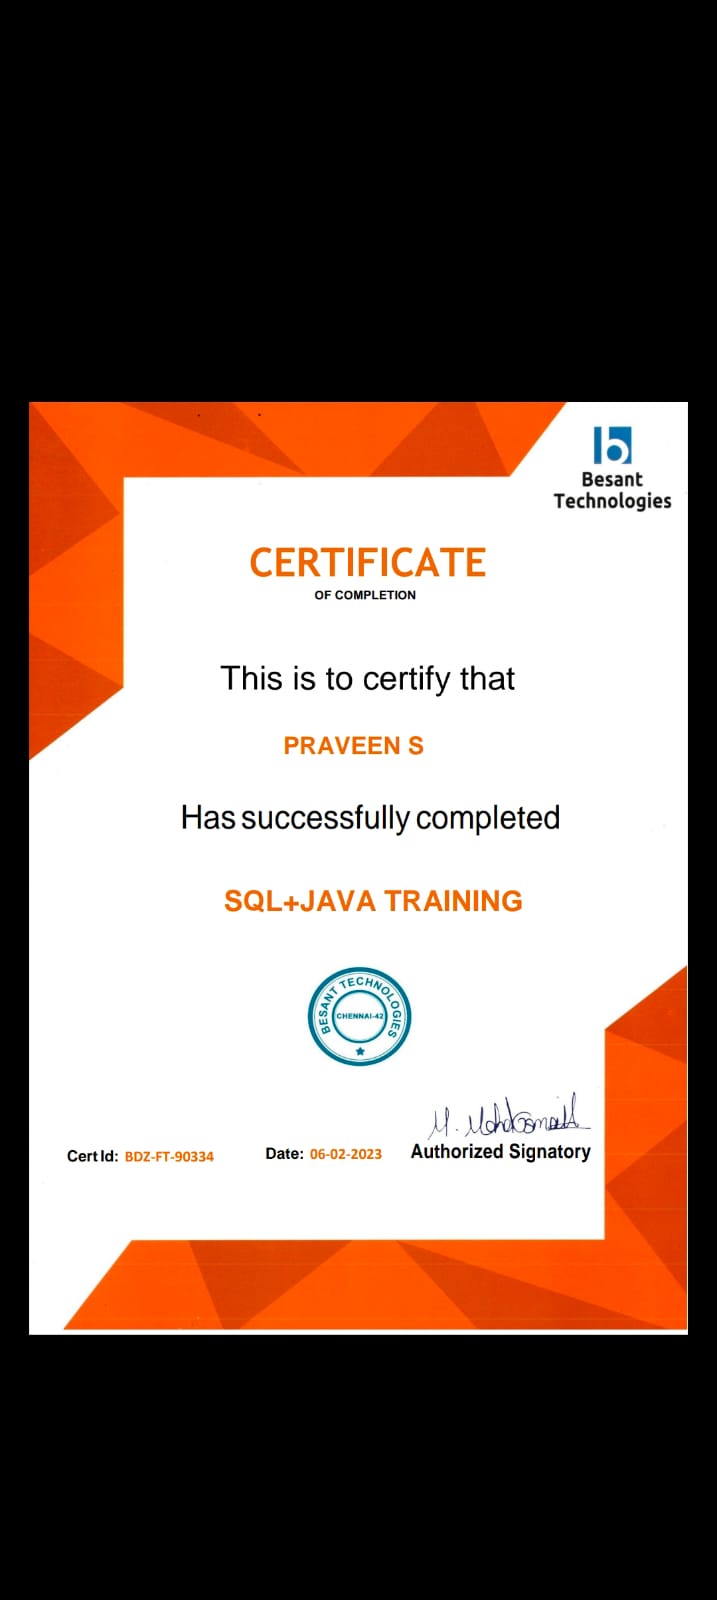 Besant
Technologies
CERTIFICATE
OF COMPLETION
This is to certify that
PRAVEEN S
Has successfully completed
SQL+JAVA TRAINING
BESANT TECHNOLOGIES
CHENNAI-42
Cert Id: BDZ-FT-90334 Date: 06-02-2023 Authorized Signatory